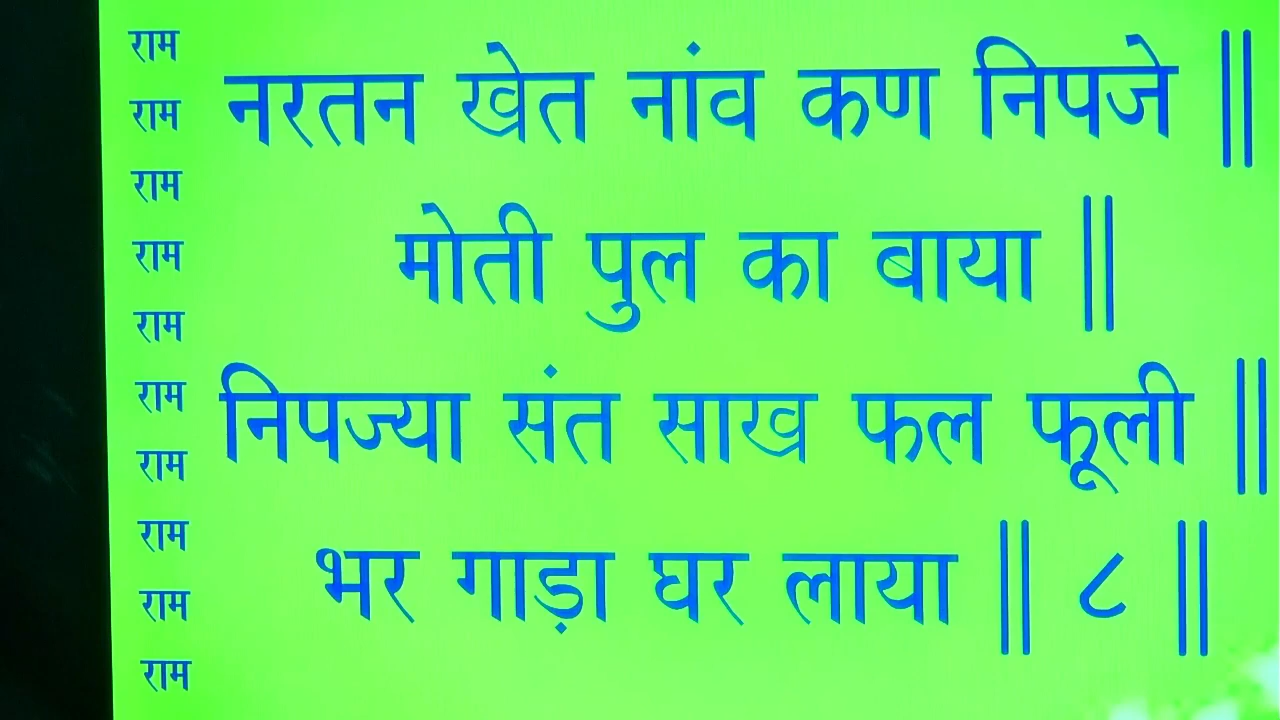 राम
राम
राम
राम
राम
राम
राम
राम
राम
राम
नरतन खेत नांव कण निपजे ||
मोती पुल का बाया ||
निपज्या संत साख फल फूली ||
भर गाड़ा घर लाया || ८ ||